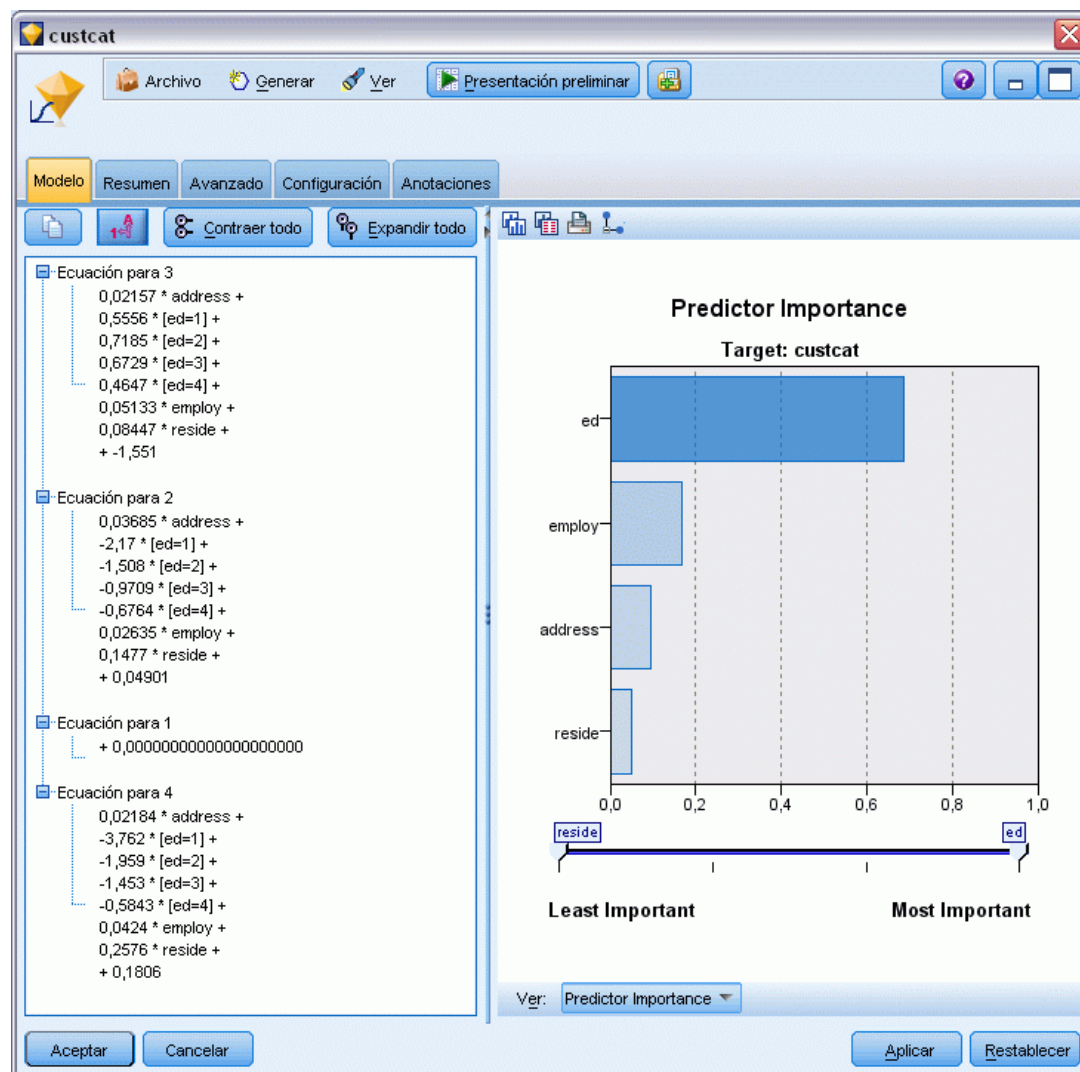 custcat
Archivo Generar Ver Presentación preliminar
Modelo Resumen Avanzado Configuración Anotaciones
Contraer todo Expandir todo
Ecuación para 3
0,02157 * address +
0,5556 * [ed=1] +
0,7185 * [ed=2] +
0,6729 * [ed=3] +
0,4647 * [ed=4] +
0,05133 * employ +
0,08447 * reside +
+ -1,551
Ecuación para 2
0,03685 * address +
-2,17 * [ed=1] +
-1,508 * [ed=2] +
-0,9709 * [ed=3] +
-0,6764 * [ed=4] +
0,02635 * employ +
0,1477 * reside +
+ 0,04901
Ecuación para 1
+ 0,00000000000000000000
Ecuación para 4
0,02184 * address +
-3,762 * [ed=1] +
-1,959 * [ed=2] +
-1,453 * [ed=3] +
-0,5843 * [ed=4] +
0,0424 * employ +
0,2576 * reside +
+ 0,1806
Predictor Importance
Target: custcat
ed
employ
address
reside
0,0 0,2 0,4 0,6 0,8 1,0
reside ed
Least Important Most Important
Ver: Predictor Importance
Aceptar Cancelar Aplicar Restablecer